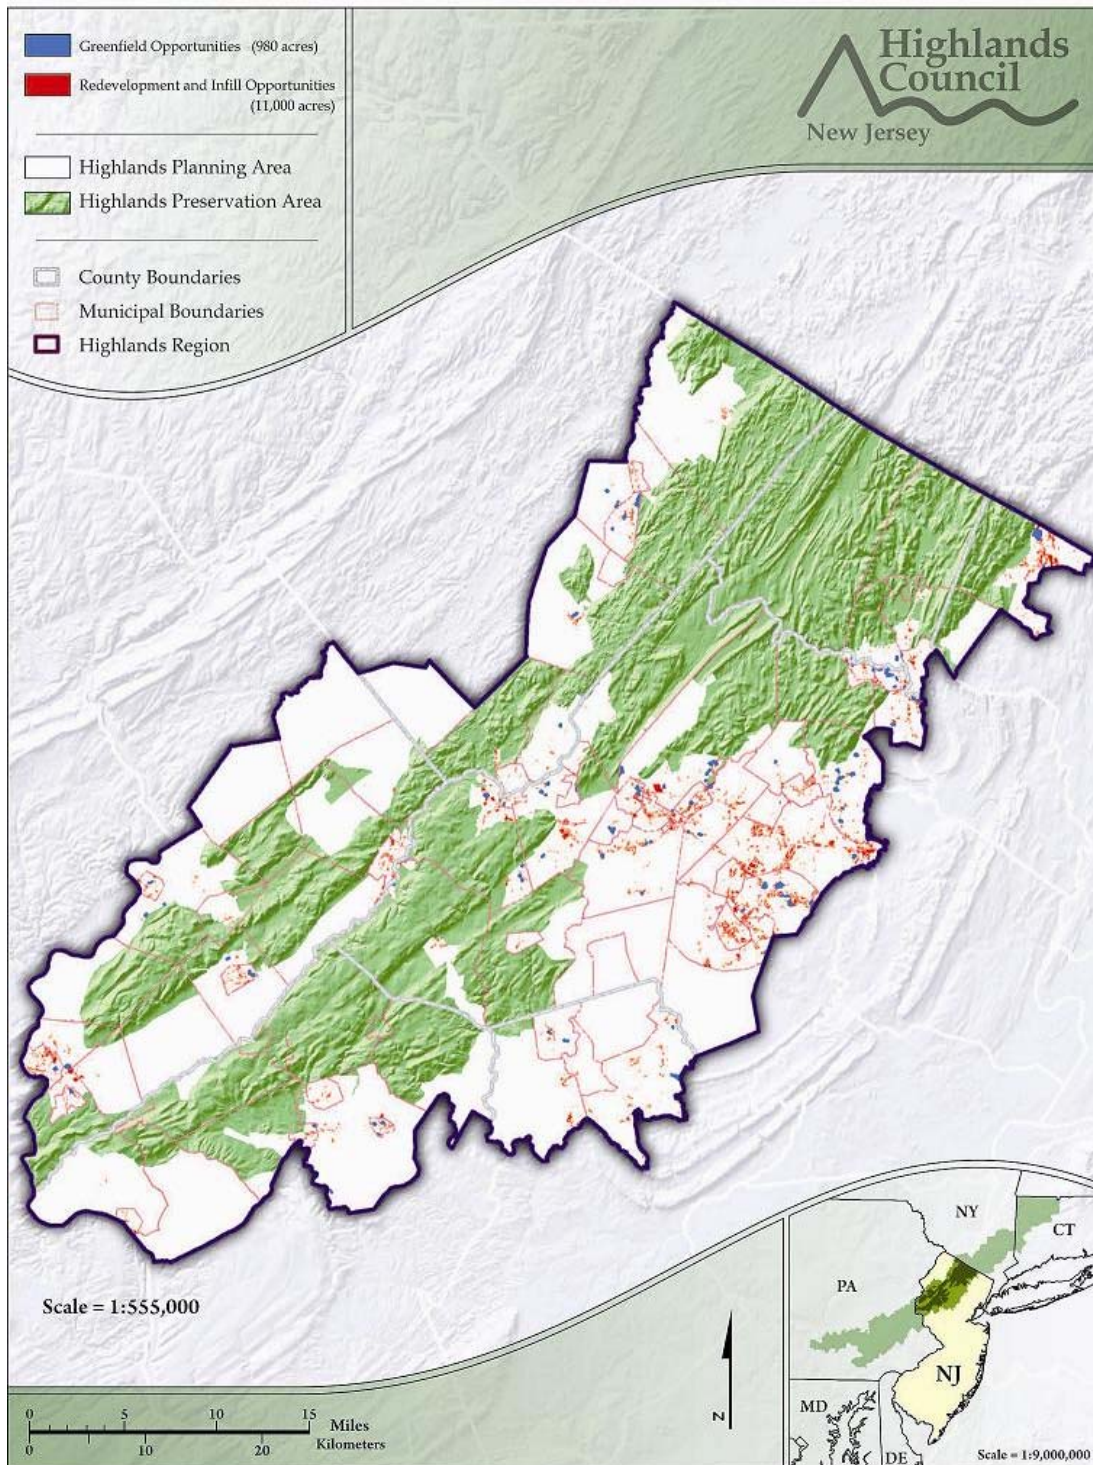 Greenfield Opportunities (980 acres)
Redevelopment and Infill Opportunities
(11,000 acres)
Highlands Planning Area
Highlands Preservation Area
County Boundaries
Municipal Boundaries
Highlands Region
Highlands
Council
New Jersey
Scale = 1:555,000
0 5 10 15
Miles
Kilometers
0 10 20
N
NY
CT
PA
NJ
MD
DE
Scale = 1:9,000,000